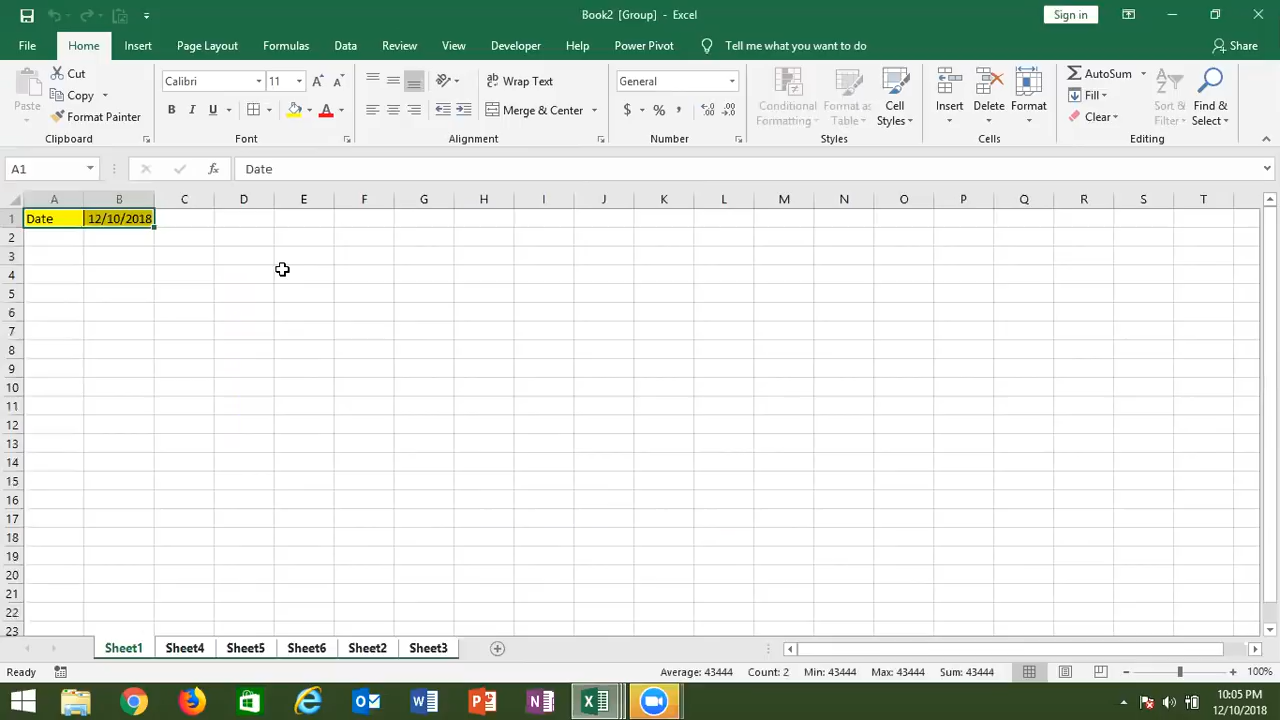 Book2 [Group] - Excel
Sign in
File Home Insert Page Layout Formulas Data Review View Developer Help Power Pivot Tell me what you want to do Share
Paste
Cut
Copy
Format Painter
Clipboard
Calibri 11
B I U
Font
Wrap Text
Merge & Center
Alignment
General
$ % ,
Number
Conditional Formatting
Format as Table
Cell Styles
Styles
Insert Delete Format
Cells
AutoSum
Fill
Clear
Sort & Filter
Find & Select
Editing
A1 fx Date
A B C D E F G H I J K L M N O P Q R S T
1 Date 12/10/2018
2
3
4
5
6
7
8
9
10
11
12
13
14
15
16
17
18
19
20
21
22
23
Sheet1 Sheet4 Sheet5 Sheet6 Sheet2 Sheet3
Ready Average: 43444 Count: 2 Min: 43444 Max: 43444 Sum: 43444 100%
10:05 PM
12/10/2018